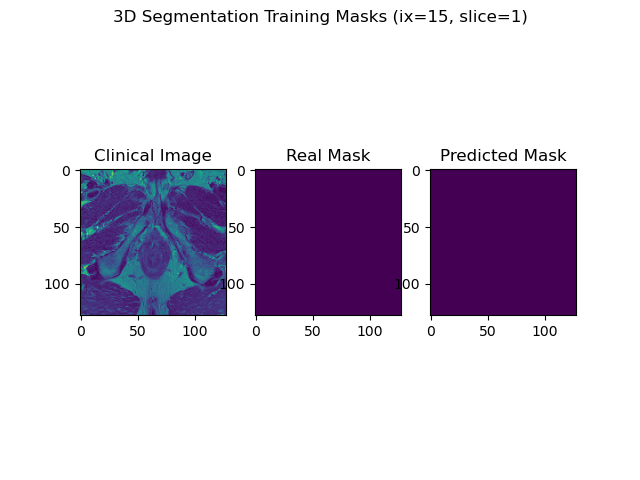 3D Segmentation Training Masks (ix=15, slice=1)
Clinical Image Real Mask Predicted Mask
0 0 0
50 50 50
100 100 100
0 50 100 0 50 100 0 50 100